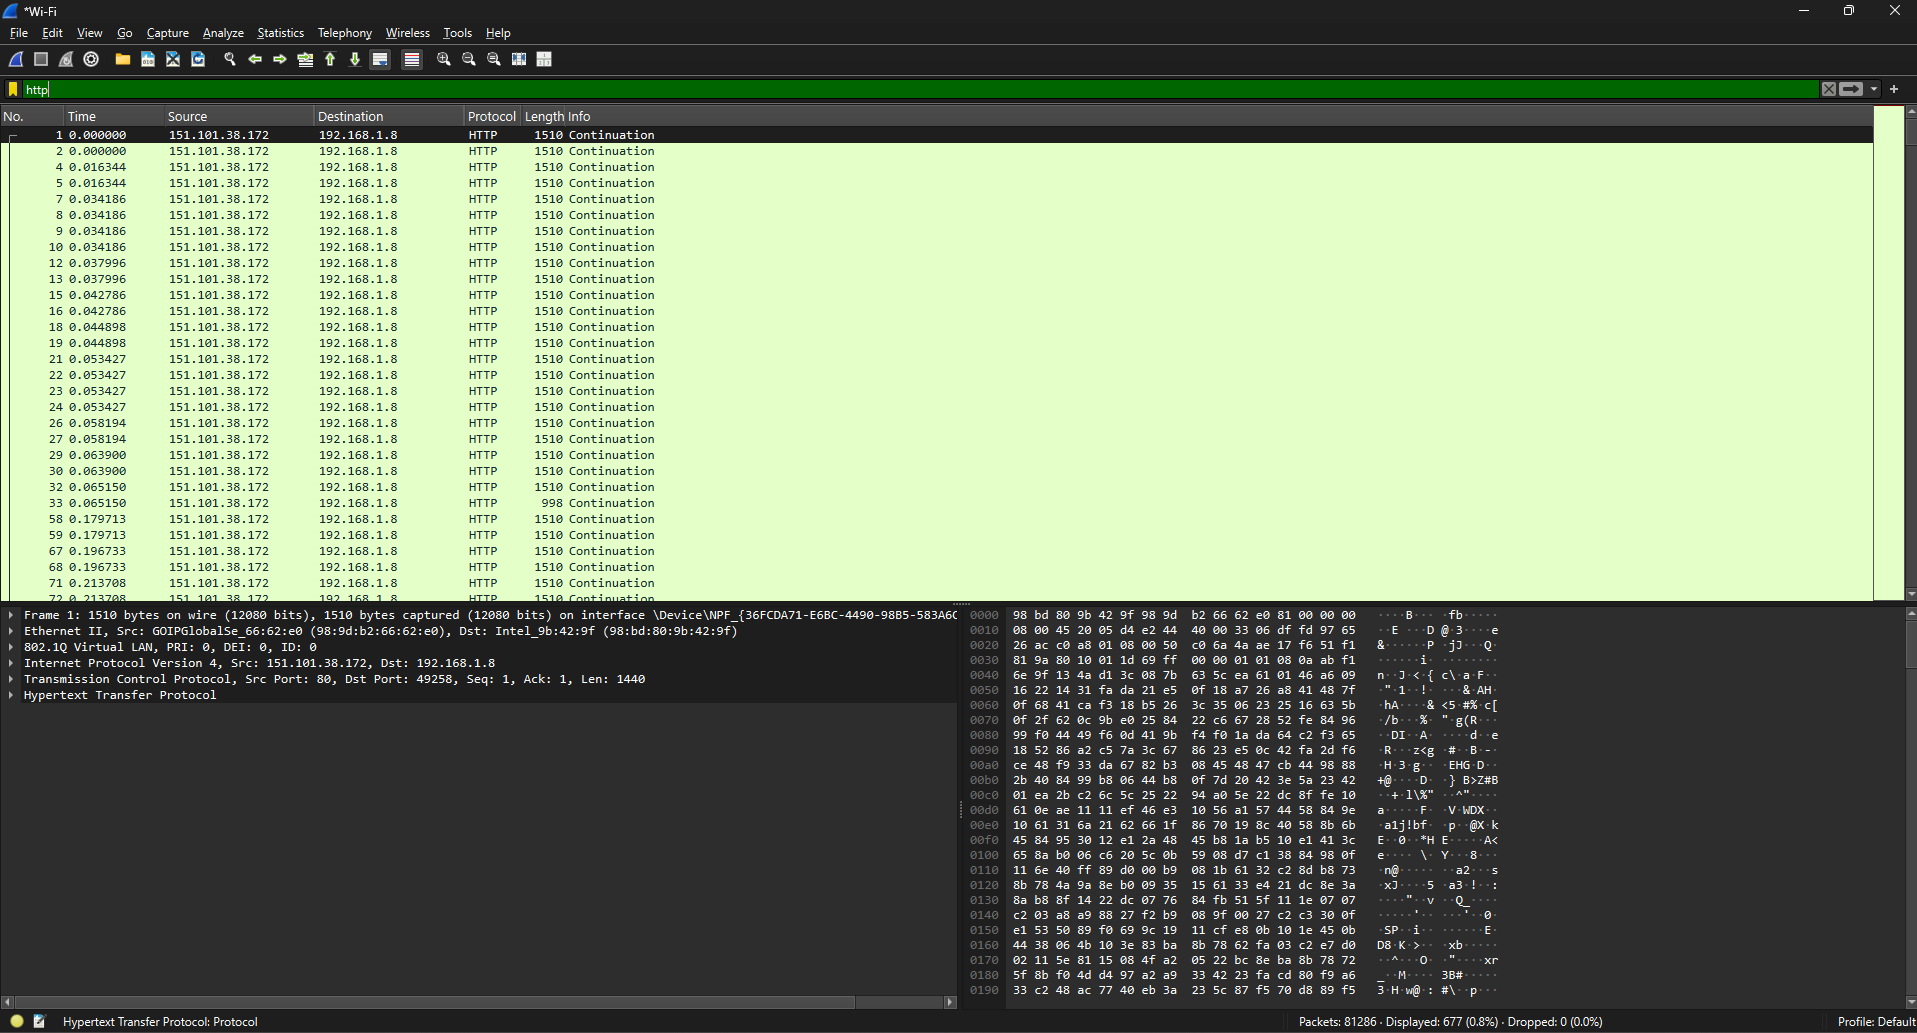 *Wi-Fi
File Edit View Go Capture Analyze Statistics Telephony Wireless Tools Help
http
No. Time Source Destination Protocol Length Info
1 0.000000 151.101.38.172 192.168.1.8 HTTP 1510 Continuation
2 0.000000 151.101.38.172 192.168.1.8 HTTP 1510 Continuation
4 0.016344 151.101.38.172 192.168.1.8 HTTP 1510 Continuation
5 0.016344 151.101.38.172 192.168.1.8 HTTP 1510 Continuation
7 0.034186 151.101.38.172 192.168.1.8 HTTP 1510 Continuation
8 0.034186 151.101.38.172 192.168.1.8 HTTP 1510 Continuation
9 0.034186 151.101.38.172 192.168.1.8 HTTP 1510 Continuation
10 0.034186 151.101.38.172 192.168.1.8 HTTP 1510 Continuation
12 0.037996 151.101.38.172 192.168.1.8 HTTP 1510 Continuation
13 0.037996 151.101.38.172 192.168.1.8 HTTP 1510 Continuation
15 0.042786 151.101.38.172 192.168.1.8 HTTP 1510 Continuation
16 0.042786 151.101.38.172 192.168.1.8 HTTP 1510 Continuation
18 0.044898 151.101.38.172 192.168.1.8 HTTP 1510 Continuation
19 0.044898 151.101.38.172 192.168.1.8 HTTP 1510 Continuation
21 0.053427 151.101.38.172 192.168.1.8 HTTP 1510 Continuation
22 0.053427 151.101.38.172 192.168.1.8 HTTP 1510 Continuation
23 0.053427 151.101.38.172 192.168.1.8 HTTP 1510 Continuation
24 0.053427 151.101.38.172 192.168.1.8 HTTP 1510 Continuation
26 0.058194 151.101.38.172 192.168.1.8 HTTP 1510 Continuation
27 0.058194 151.101.38.172 192.168.1.8 HTTP 1510 Continuation
29 0.063900 151.101.38.172 192.168.1.8 HTTP 1510 Continuation
30 0.063900 151.101.38.172 192.168.1.8 HTTP 1510 Continuation
32 0.065150 151.101.38.172 192.168.1.8 HTTP 1510 Continuation
33 0.065150 151.101.38.172 192.168.1.8 HTTP 998 Continuation
58 0.179713 151.101.38.172 192.168.1.8 HTTP 1510 Continuation
59 0.179713 151.101.38.172 192.168.1.8 HTTP 1510 Continuation
67 0.196733 151.101.38.172 192.168.1.8 HTTP 1510 Continuation
68 0.196733 151.101.38.172 192.168.1.8 HTTP 1510 Continuation
71 0.213708 151.101.38.172 192.168.1.8 HTTP 1510 Continuation
72 0.213708 151.101.38.172 192.168.1.8 HTTP 1510 Continuation
Frame 1: 1510 bytes on wire (12080 bits), 1510 bytes captured (12080 bits) on interface \Device\NPF_{36FCDA71-E6BC-4490-98B5-583A6C
Ethernet II, Src: GOIPGlobalSe_66:62:e0 (98:9d:b2:66:62:e0), Dst: Intel_9b:42:9f (98:bd:80:9b:42:9f)
802.1Q Virtual LAN, PRI: 0, DEI: 0, ID: 0
Internet Protocol Version 4, Src: 151.101.38.172, Dst: 192.168.1.8
Transmission Control Protocol, Src Port: 80, Dst Port: 49258, Seq: 1, Ack: 1, Len: 1440
Hypertext Transfer Protocol
0000 98 bd 80 9b 42 9f 98 9d b2 66 62 e0 81 00 00 00
0010 08 00 45 20 05 d4 e2 44 40 00 33 06 df fd 97 65
0020 26 ac c0 a8 01 08 00 50 c0 6a 4a ae 17 f6 51 f1
0030 81 9a 80 10 01 1d 69 ff 00 00 01 01 08 0a ab f1
0040 6e 9f 13 4a d1 3c 08 7b 63 5c ea 61 01 46 a6 09
0050 16 22 14 31 fa da 21 e5 0f 18 a7 26 a8 41 48 7f
0060 0f 68 41 ca f3 18 b5 26 3c 35 06 23 25 16 63 5b
0070 0f 2f 62 0c 9b e0 25 84 22 c6 67 28 52 fe 84 96
0080 99 f0 44 49 f6 0d 41 9b f4 f0 1a da 64 c2 f3 65
0090 18 52 86 a2 c5 7a 3c 67 86 23 e5 0c 42 fa 2d f6
00a0 ce 48 f9 33 da 67 82 b3 08 45 48 47 cb 44 98 88
00b0 2b 40 84 99 b8 06 44 b8 0f 7d 20 42 3e 5a 23 42
00c0 01 ea 2b c2 6c 5c 25 22 94 a0 5e 22 dc 8f fe 10
00d0 61 0e ae 11 11 ef 46 e3 10 56 a1 57 44 58 84 9e
00e0 10 61 31 6a 21 62 66 1f 86 70 19 8c 40 58 8b 6b
00f0 45 84 95 30 12 e1 2a 48 45 b8 1a b5 10 e1 41 3c
0100 65 8a b0 06 c6 20 5c 0b 59 08 d7 c1 38 84 98 0f
0110 11 6e 40 ff 89 d0 00 b9 08 1b 61 32 c2 8d b8 73
0120 8b 78 4a 9a 8e b0 09 35 15 61 33 e4 21 dc 8e 3a
0130 8a b8 8f 14 22 dc 07 76 84 fb 51 5f 11 1e 07 07
0140 c2 03 a8 a9 88 27 f2 b9 08 9f 00 27 c2 c3 30 0f
0150 e1 53 50 89 f0 69 9c 19 11 cf e8 0b 10 1e 45 0b
0160 44 38 06 4b 10 3e 83 ba 8b 78 62 fa 03 c2 e7 d0
0170 02 11 5e 81 15 08 4f a2 05 22 bc 8e ba 8b 78 72
0180 5f 8b f0 4d d4 97 a2 a9 33 42 23 fa cd 80 f9 a6
0190 33 c2 48 ac 77 40 eb 3a 23 5c 87 f5 70 d8 89 f5
Hypertext Transfer Protocol: Protocol
Packets: 81286 · Displayed: 677 (0.8%) · Dropped: 0 (0.0%)
Profile: Default